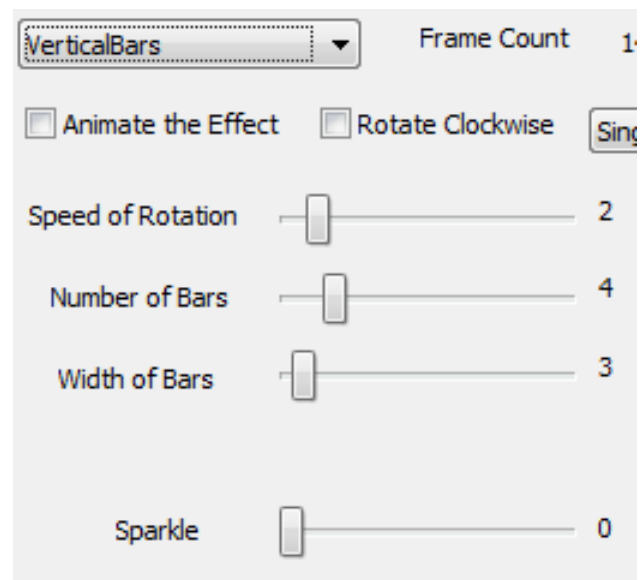 VerticalBars Frame Count
Animate the Effect Rotate Clockwise
Speed of Rotation 2
Number of Bars 4
Width of Bars 3
Sparkle 0